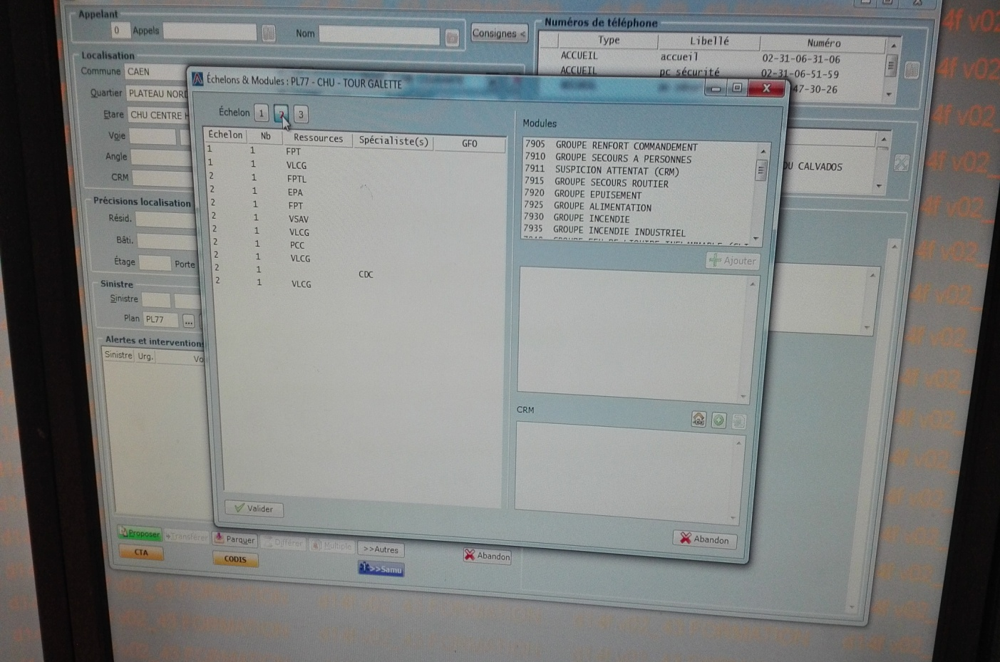 Appelant
0 Appels Nom Consignes <
Numéros de téléphone
Type Libellé Numéro
ACCUEIL accueil 02-31-06-31-06
ACCUEIL pc sécurité 02-31-06-51-59
47-30-26
Localisation
Commune CAEN
Quartier PLATEAU NORD
Etare CHU CENTRE H
Voie
Angle
CRM
DU CALVADOS
Précisions localisation
Résid.
Bâti.
Étage Porte
Sinistre
Sinistre
Plan PL77 ...
Alertes et interventions
Sinistre Urg. Vo
Échelons & Modules : PL77 - CHU - TOUR GALETTE
Échelon 1 2 3
Échelon Nb Ressources Spécialiste(s) GFO
1 1 FPT
1 1 VLCG
2 1 FPTL
2 1 EPA
2 1 FPT
2 1 VSAV
2 1 VLCG
2 1 PCC
2 1 VLCG
2 1 CDC
2 1 VLCG
Valider
Modules
7905 GROUPE RENFORT COMMANDEMENT
7910 GROUPE SECOURS A PERSONNES
7911 SUSPICION ATTENTAT (CRM)
7915 GROUPE SECOURS ROUTIER
7920 GROUPE EPUISEMENT
7925 GROUPE ALIMENTATION
7930 GROUPE INCENDIE
7935 GROUPE INCENDIE INDUSTRIEL
Ajouter
CRM
Abandon
Proposer Transférer Parquer Différer Multiple >>Autres Abandon
CTA CODIS >>Samu
4f v02_